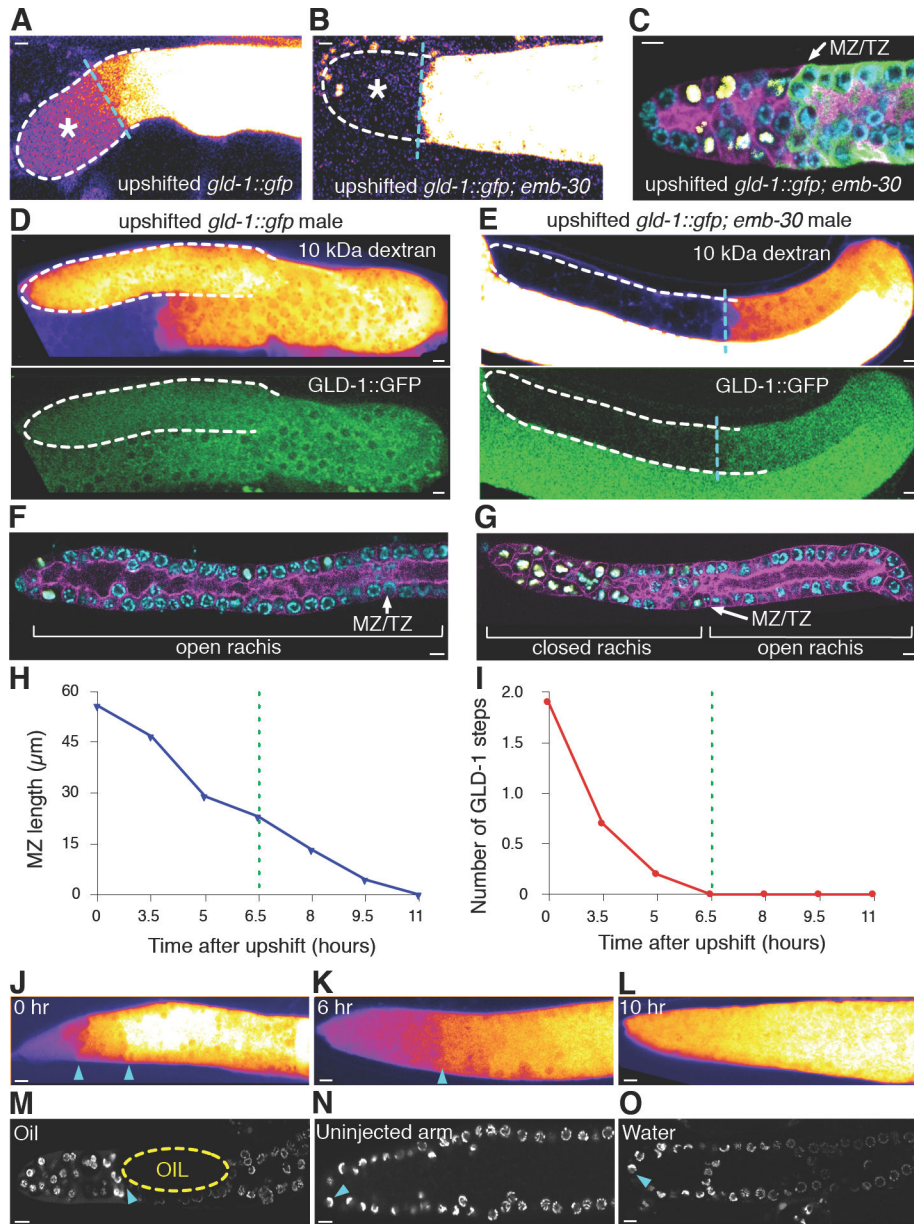 A
*
upshifted gld-1::gfp
B
*
upshifted gld-1::gfp; emb-30
C
MZ/TZ
upshifted gld-1::gfp; emb-30
D
upshifted gld-1::gfp male
10 kDa dextran
GLD-1::GFP
E
upshifted gld-1::gfp; emb-30 male
10 kDa dextran
GLD-1::GFP
F
MZ/TZ
open rachis
G
MZ/TZ
closed rachis
open rachis
H
MZ length (µm)
60
45
30
15
0
0 3.5 5 6.5 8 9.5 11
Time after upshift (hours)
I
Number of GLD-1 steps
2.0
1.5
1.0
0.5
0
0 3.5 5 6.5 8 9.5 11
Time after upshift (hours)
J
0 hr
K
6 hr
L
10 hr
M
Oil
OIL
N
Uninjected arm
O
Water